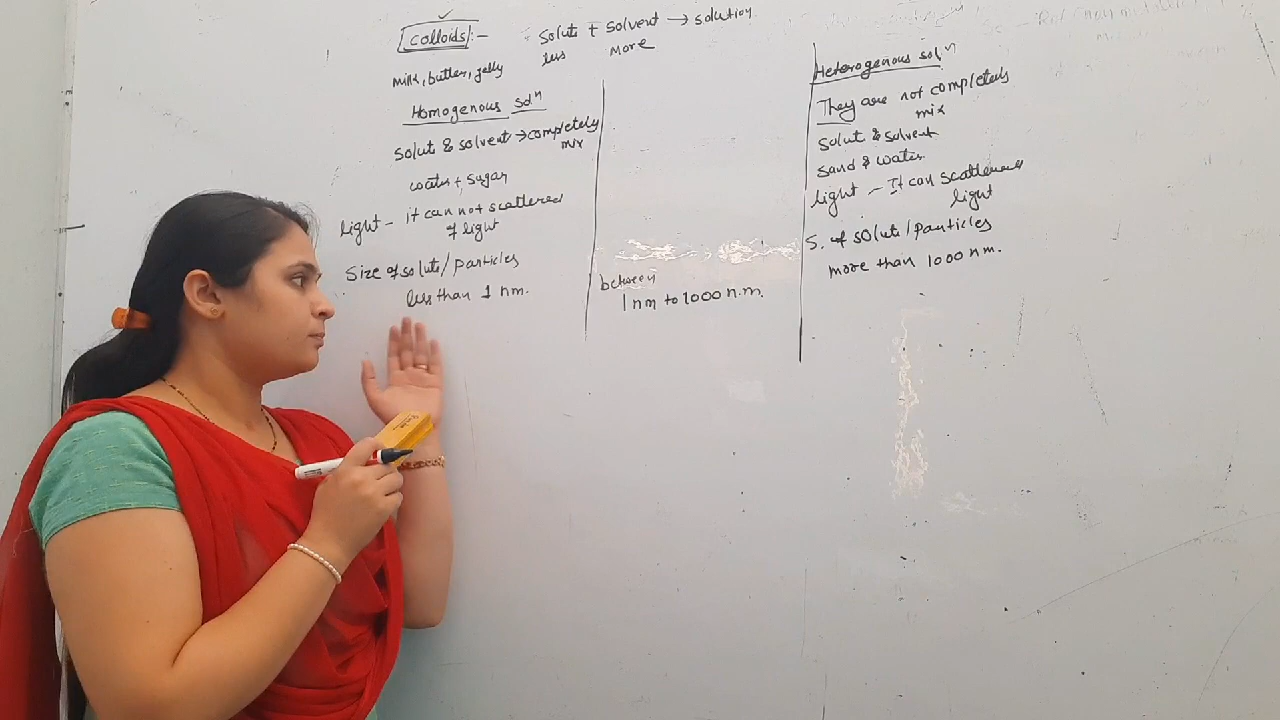 Colloids:-
Solute + Solvent → solution
less more
milk, butter, jelly
Homogenous solⁿ
Solut & solvent → completely
mix
water + sugar
light - it can not scattered
of light
Size of solute/particles
less than 1 nm.
between
1 nm to 1000 n.m.
Heterogenous solⁿ
They are not completely
mix
Solut & solvent
sand & water
light - It can scattered
light
S. of solute/particles
more than 1000 nm.